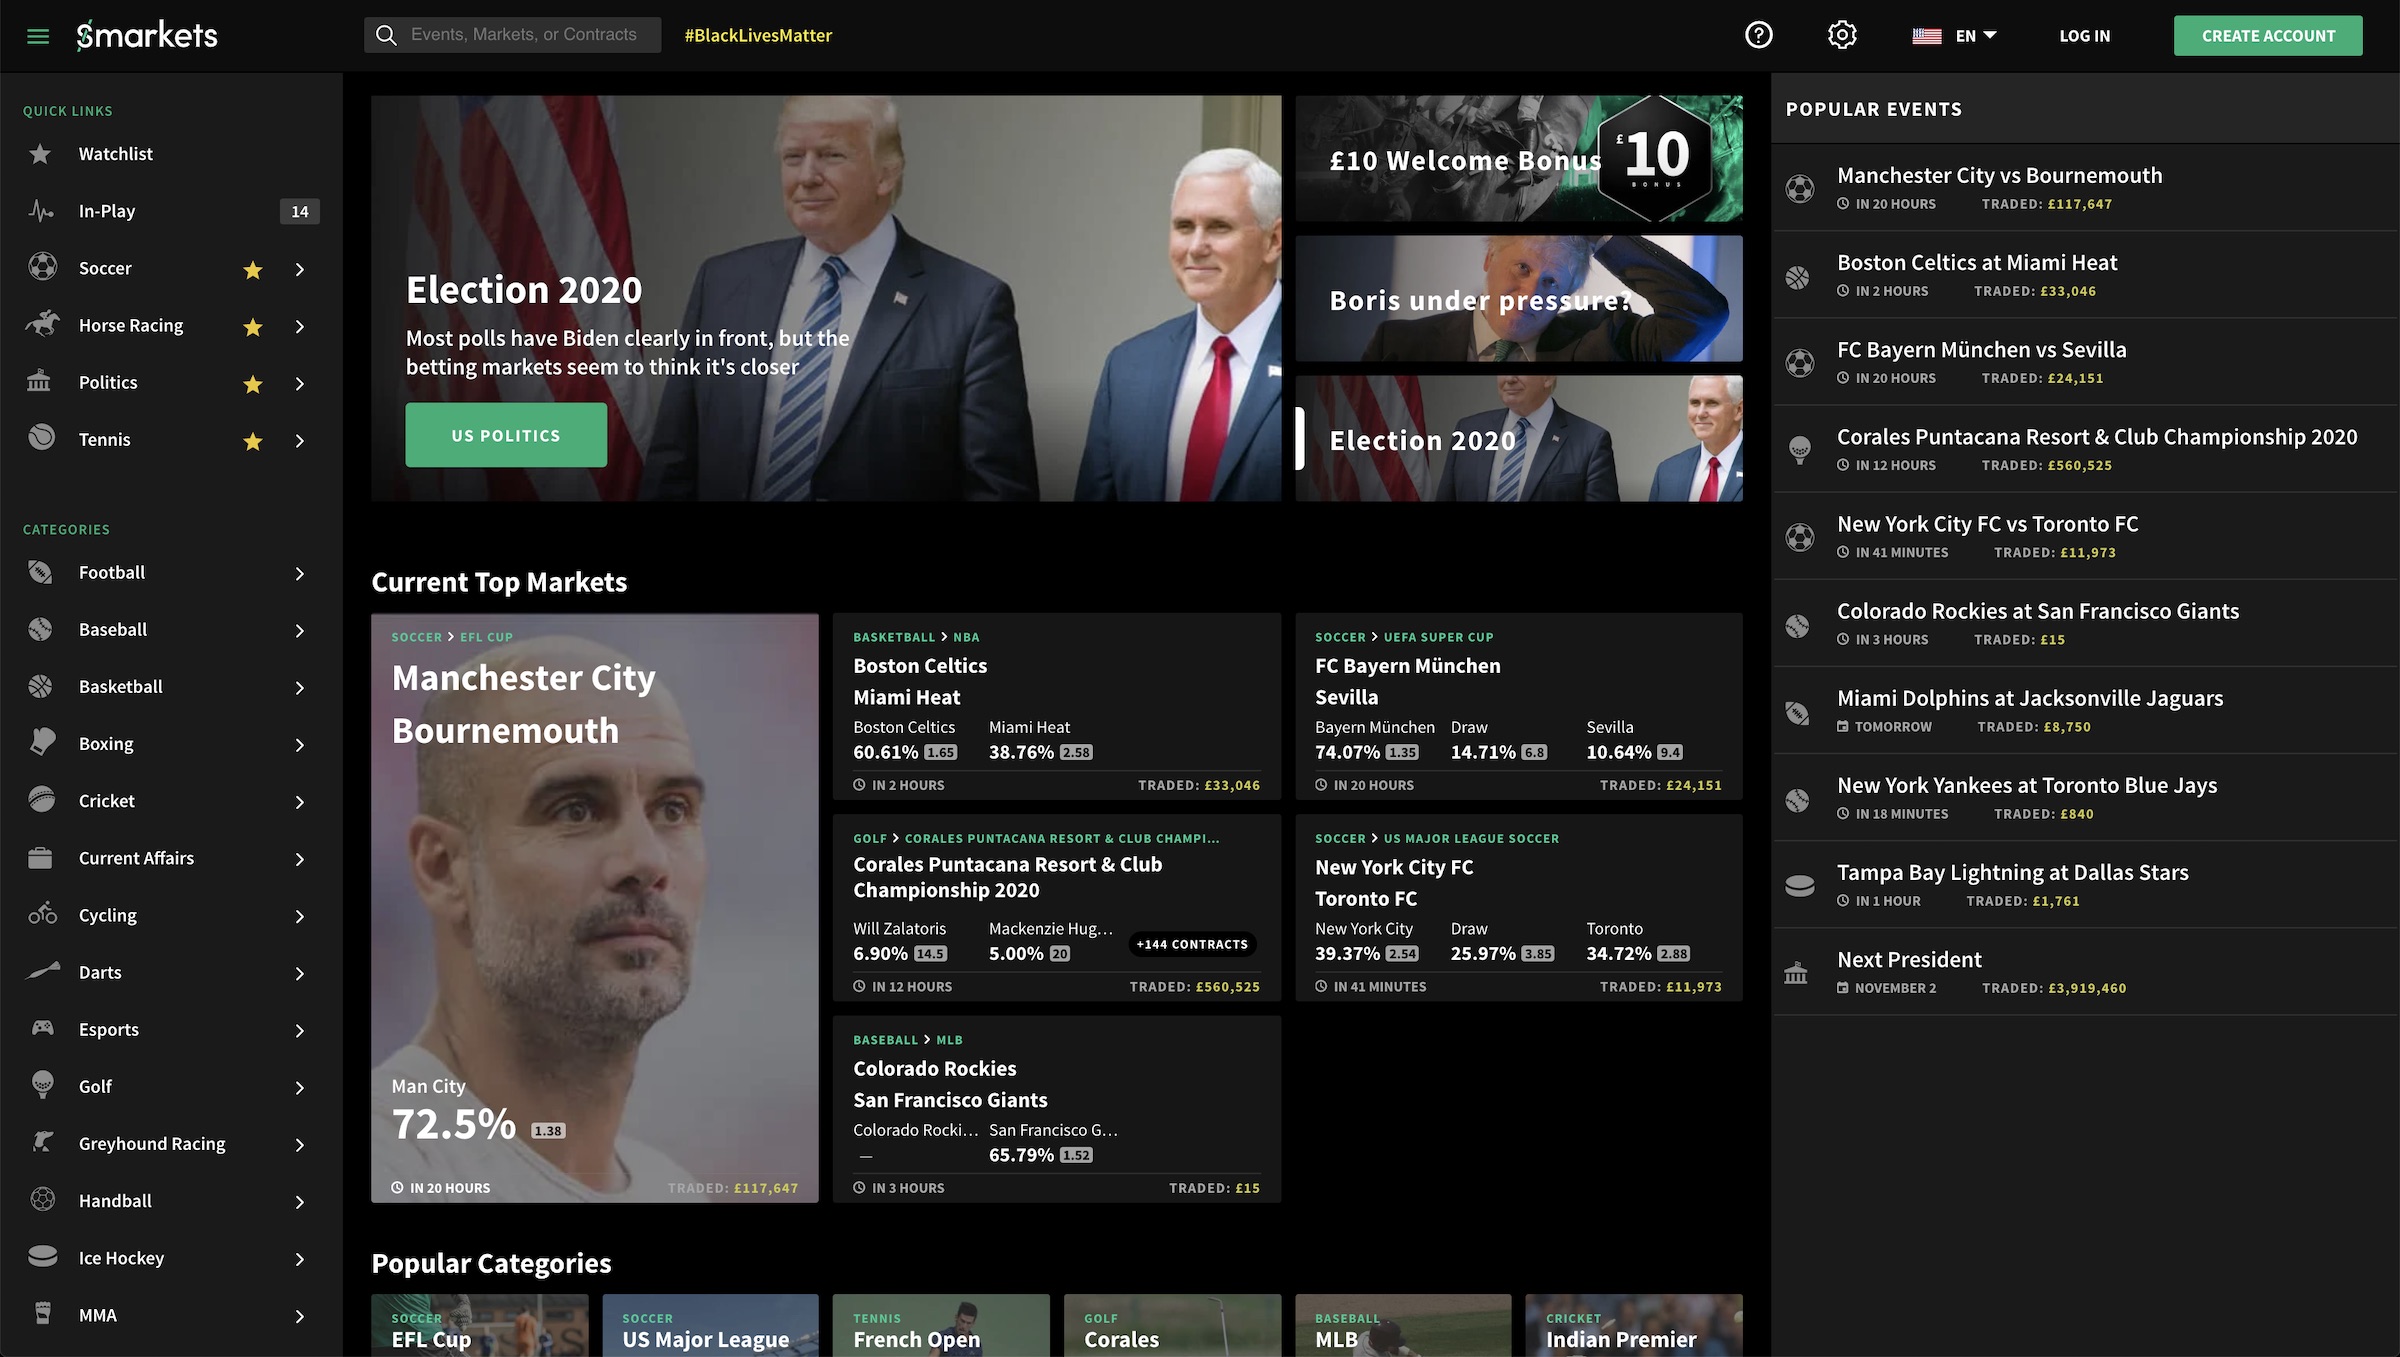 Smarkets
Events, Markets, or Contracts
#BlackLivesMatter
EN
LOG IN
CREATE ACCOUNT
QUICK LINKS
Watchlist
In-Play
14
Soccer
Horse Racing
Politics
Tennis
CATEGORIES
Football
Baseball
Basketball
Boxing
Cricket
Current Affairs
Cycling
Darts
Esports
Golf
Greyhound Racing
Handball
Ice Hockey
MMA
Election 2020
Most polls have Biden clearly in front, but the
betting markets seem to think it's closer
US POLITICS
£10 Welcome Bonus
£10
BONUS
Boris under pressure?
Election 2020
Current Top Markets
SOCCER > EFL CUP
Manchester City
Bournemouth
Man City
72.5% 1.38
IN 20 HOURS TRADED: £117,647
BASKETBALL > NBA
Boston Celtics
Miami Heat
Boston Celtics Miami Heat
60.61% 1.65 38.76% 2.58
IN 2 HOURS TRADED: £33,046
SOCCER > UEFA SUPER CUP
FC Bayern München
Sevilla
Bayern München Draw Sevilla
74.07% 1.35 14.71% 6.8 10.64% 9.4
IN 20 HOURS TRADED: £24,151
GOLF > CORALES PUNTACANA RESORT & CLUB CHAMPI...
Corales Puntacana Resort & Club
Championship 2020
Will Zalatoris Mackenzie Hug...
6.90% 14.5 5.00% 20 +144 CONTRACTS
IN 12 HOURS TRADED: £560,525
SOCCER > US MAJOR LEAGUE SOCCER
New York City FC
Toronto FC
New York City Draw Toronto
39.37% 2.54 25.97% 3.85 34.72% 2.88
IN 41 MINUTES TRADED: £11,973
BASEBALL > MLB
Colorado Rockies
San Francisco Giants
Colorado Rocki... San Francisco G...
— 65.79% 1.52
IN 3 HOURS TRADED: £15
Popular Categories
SOCCER
EFL Cup
SOCCER
US Major League
TENNIS
French Open
GOLF
Corales
BASEBALL
MLB
CRICKET
Indian Premier
POPULAR EVENTS
Manchester City vs Bournemouth
IN 20 HOURS TRADED: £117,647
Boston Celtics at Miami Heat
IN 2 HOURS TRADED: £33,046
FC Bayern München vs Sevilla
IN 20 HOURS TRADED: £24,151
Corales Puntacana Resort & Club Championship 2020
IN 12 HOURS TRADED: £560,525
New York City FC vs Toronto FC
IN 41 MINUTES TRADED: £11,973
Colorado Rockies at San Francisco Giants
IN 3 HOURS TRADED: £15
Miami Dolphins at Jacksonville Jaguars
TOMORROW TRADED: £8,750
New York Yankees at Toronto Blue Jays
IN 18 MINUTES TRADED: £840
Tampa Bay Lightning at Dallas Stars
IN 1 HOUR TRADED: £1,761
Next President
NOVEMBER 2 TRADED: £3,919,460